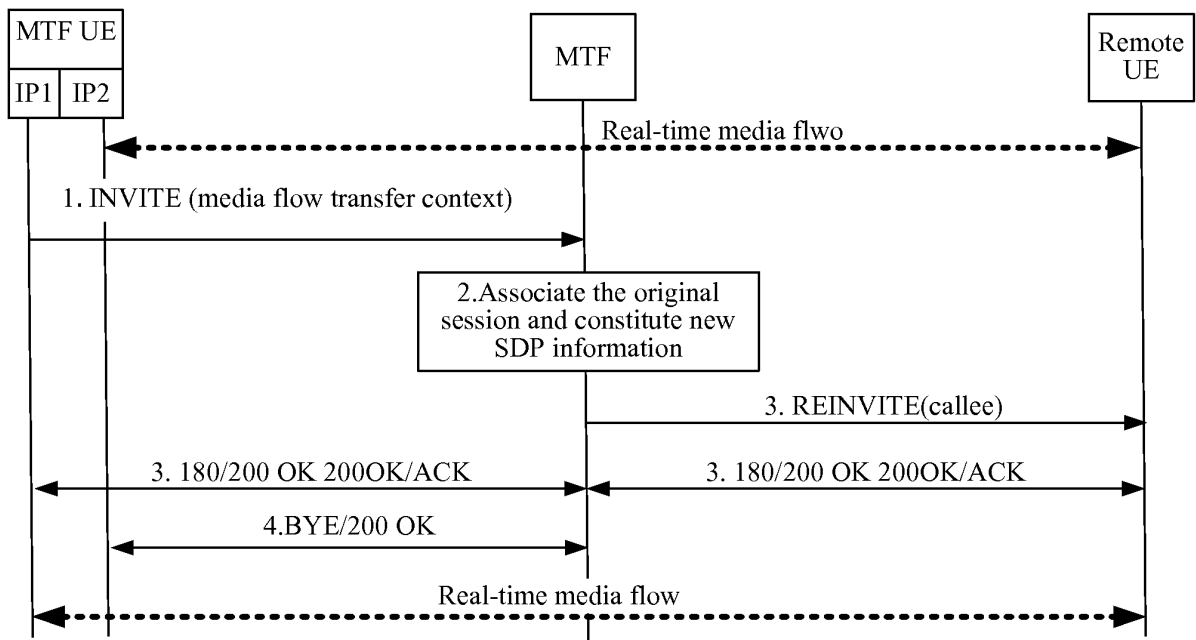 MTF UE
IP1
IP2
MTF
Remote
UE
Real-time media flwo
1. INVITE (media flow transfer context)
2.Associate the original
session and constitute new
SDP information
3. REINVITE(callee)
3. 180/200 OK 200OK/ACK
3. 180/200 OK 200OK/ACK
4.BYE/200 OK
Real-time media flow